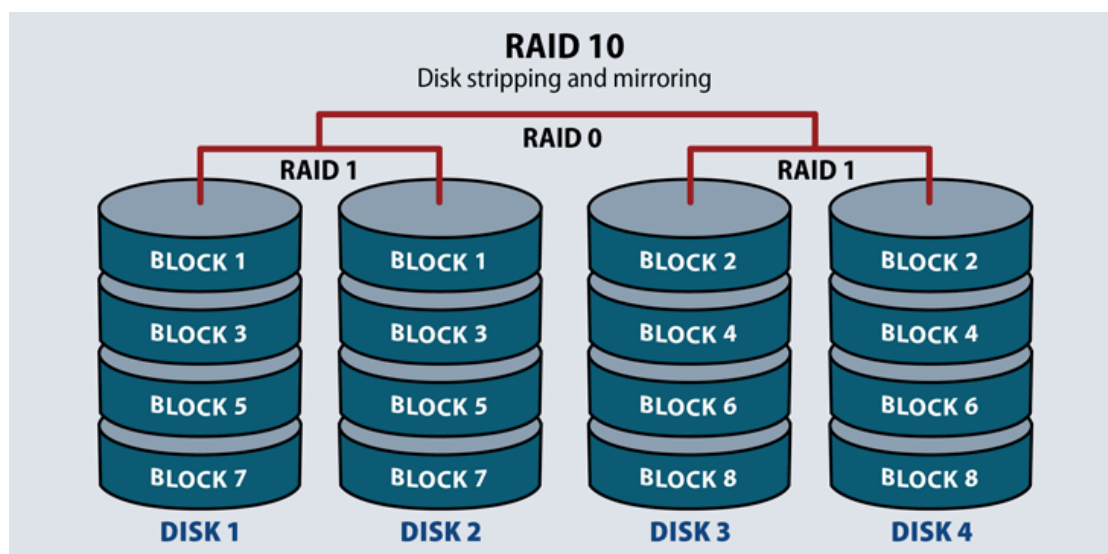 RAID 10
Disk stripping and mirroring
RAID 0
RAID 1
RAID 1
BLOCK 1
BLOCK 1
BLOCK 2
BLOCK 2
BLOCK 3
BLOCK 3
BLOCK 4
BLOCK 4
BLOCK 5
BLOCK 5
BLOCK 6
BLOCK 6
BLOCK 7
BLOCK 7
BLOCK 8
BLOCK 8
DISK 1
DISK 2
DISK 3
DISK 4